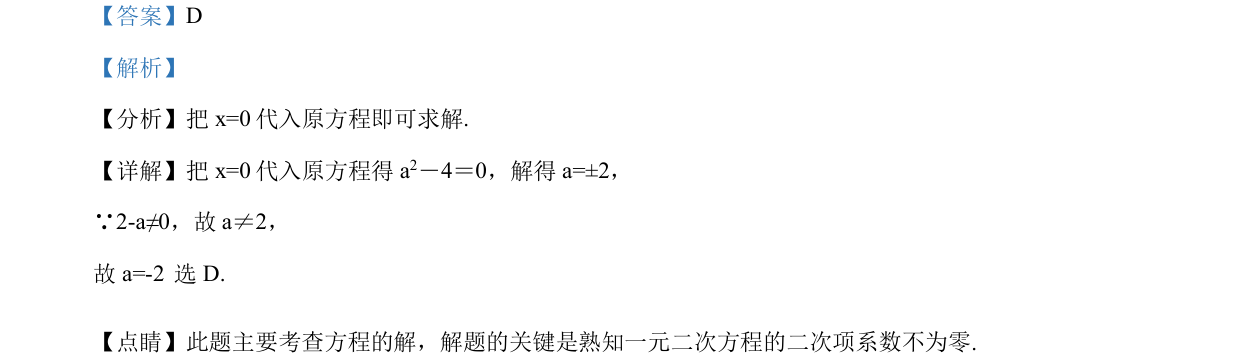 【答案】D
【解析】
【分析】把 x=0 代入原方程即可求解.
【详解】把 x=0 代入原方程得 a²－4＝0，解得 a=±2，
∵2-a≠0，故 a≠2，
故 a=-2 选 D.
【点睛】此题主要考查方程的解，解题的关键是熟知一元二次方程的二次项系数不为零.